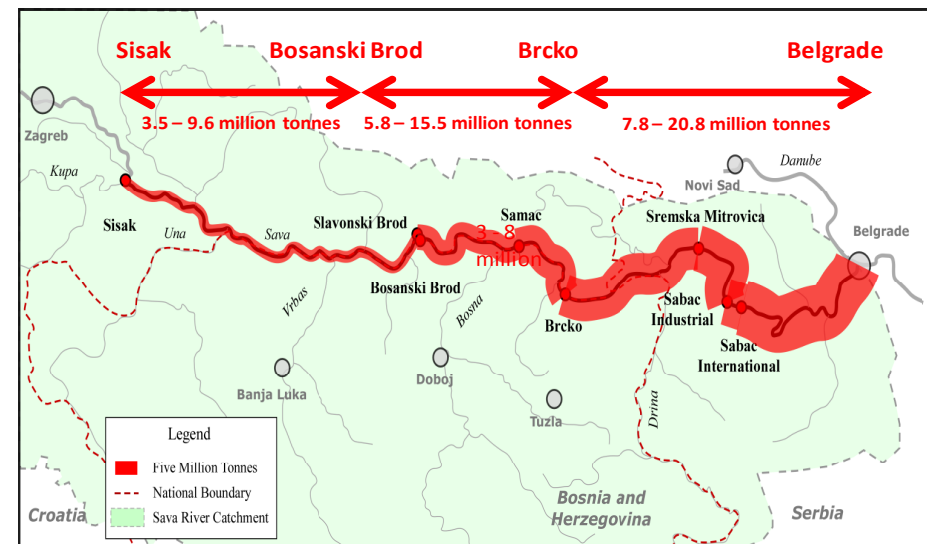 Sisak
Bosanski Brod
Brcko
Belgrade
3.5 – 9.6 million tonnes
5.8 – 15.5 million tonnes
7.8 – 20.8 million tonnes
Zagreb
Kupa
Danube
Novi Sad
Sisak
Una
Sava
Slavonski Brod
Samac
3 - 8
million
Sremska Mitrovica
Belgrade
Bosanski Brod
Vrbas
Bosna
Brcko
Sabac
Industrial
Sabac
International
Banja Luka
Doboj
Tuzla
Drina
Legend
Five Million Tonnes
National Boundary
Sava River Catchment
Croatia
Bosnia and
Herzegovina
Serbia